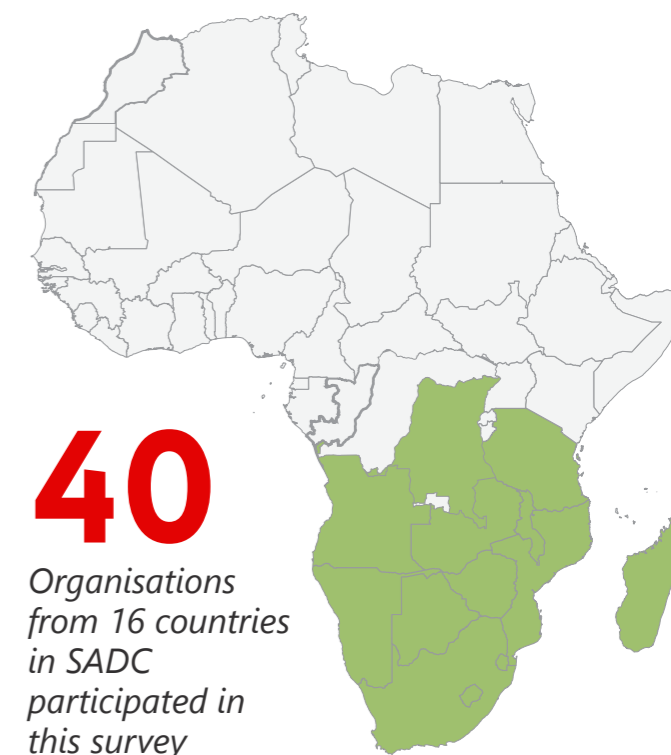 40
Organisations
from 16 countries
in SADC
participated in
this survey